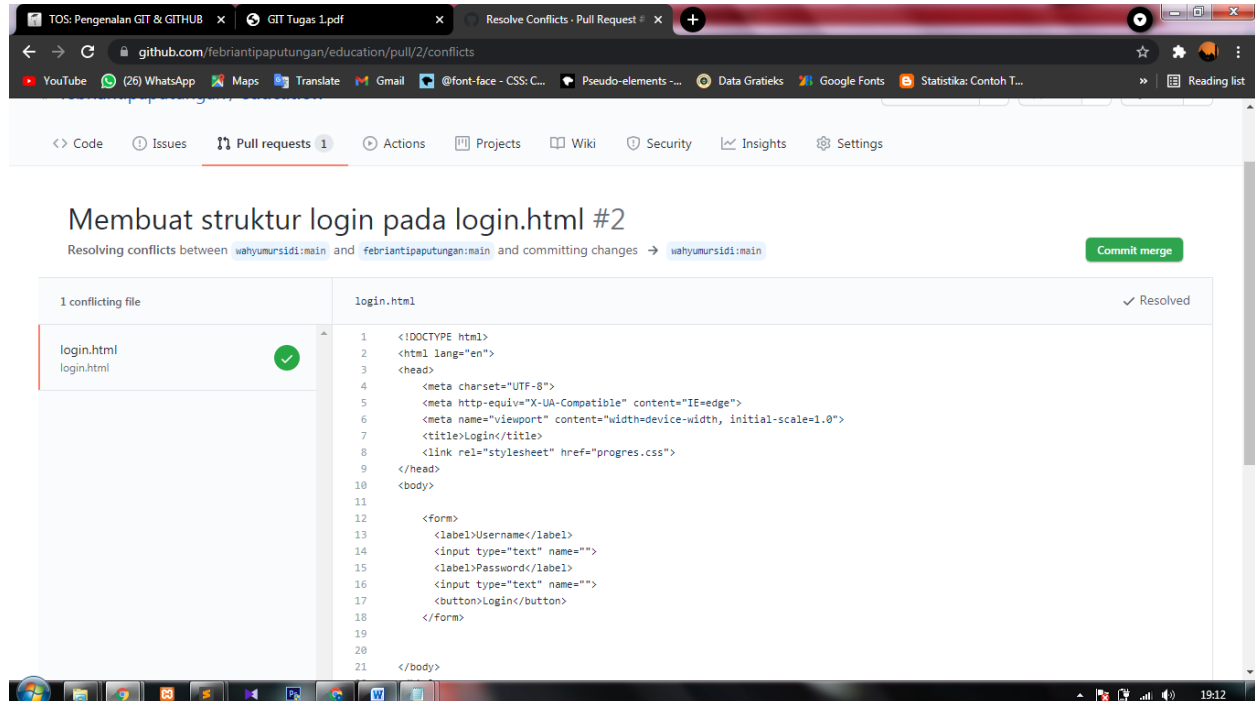 TOS: Pengenalan GIT & GITHUB
GIT Tugas 1.pdf
Resolve Conflicts · Pull Request #
github.com/febriantipaputungan/education/pull/2/conflicts
YouTube (26) WhatsApp Maps Translate Gmail @font-face - CSS: C... Pseudo-elements -... Data Gratieks Google Fonts Statistika: Contoh T... » Reading list
febriantipaputungan / education
Code Issues Pull requests 1 Actions Projects Wiki Security Insights Settings
Membuat struktur login pada login.html #2
Resolving conflicts between wahyumursidi:main and febriantipaputungan:main and committing changes → wahyumursidi:main
Commit merge
1 conflicting file
login.html
Resolved
login.html
login.html
1 <!DOCTYPE html>
2 <html lang="en">
3 <head>
4 <meta charset="UTF-8">
5 <meta http-equiv="X-UA-Compatible" content="IE=edge">
6 <meta name="viewport" content="width=device-width, initial-scale=1.0">
7 <title>Login</title>
8 <link rel="stylesheet" href="progres.css">
9 </head>
10 <body>
11
12 <form>
13 <label>Username</label>
14 <input type="text" name="">
15 <label>Password</label>
16 <input type="text" name="">
17 <button>Login</button>
18 </form>
19
20
21 </body>
19:12